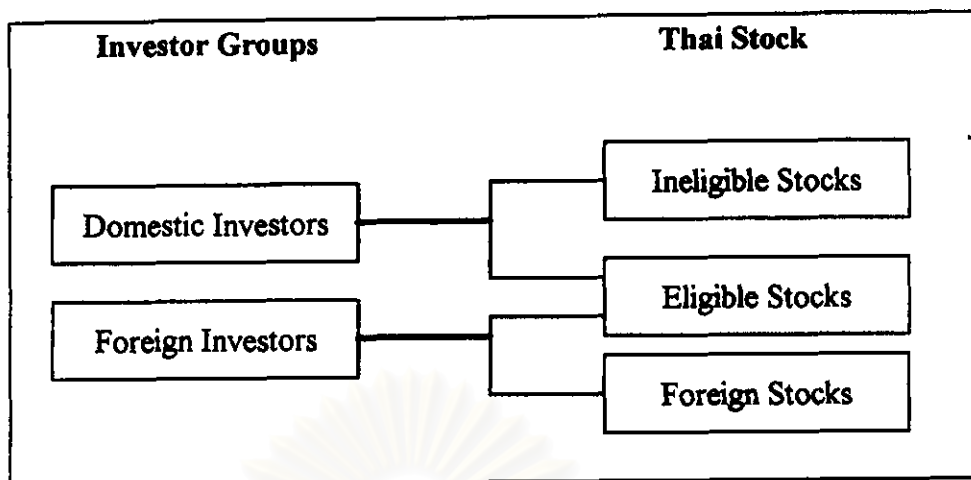 Investor Groups
Thai Stock
Domestic Investors
Foreign Investors
Ineligible Stocks
Eligible Stocks
Foreign Stocks